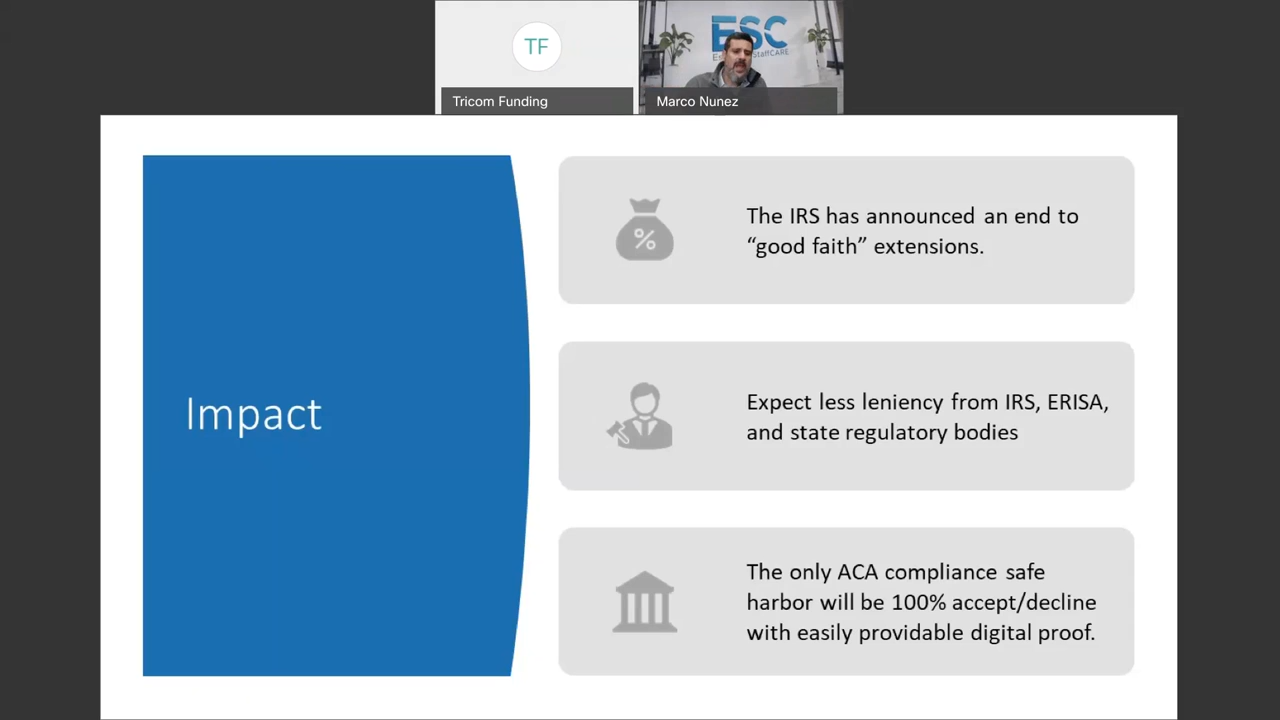 TF
Tricom Funding
ESC
StaffCARE
Marco Nunez
Impact
The IRS has announced an end to
“good faith” extensions.
%
Expect less leniency from IRS, ERISA,
and state regulatory bodies
The only ACA compliance safe
harbor will be 100% accept/decline
with easily providable digital proof.